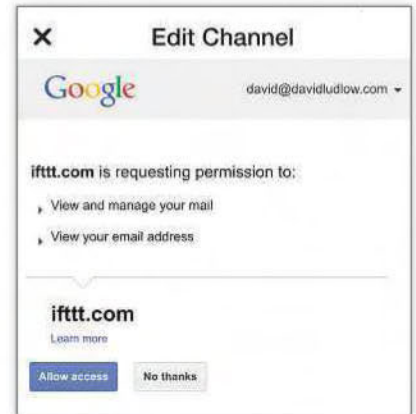 × Edit Channel
Google david@davidludlow.com
ifttt.com is requesting permission to:
View and manage your mail
View your email address
ifttt.com
Learn more
Allow access No thanks